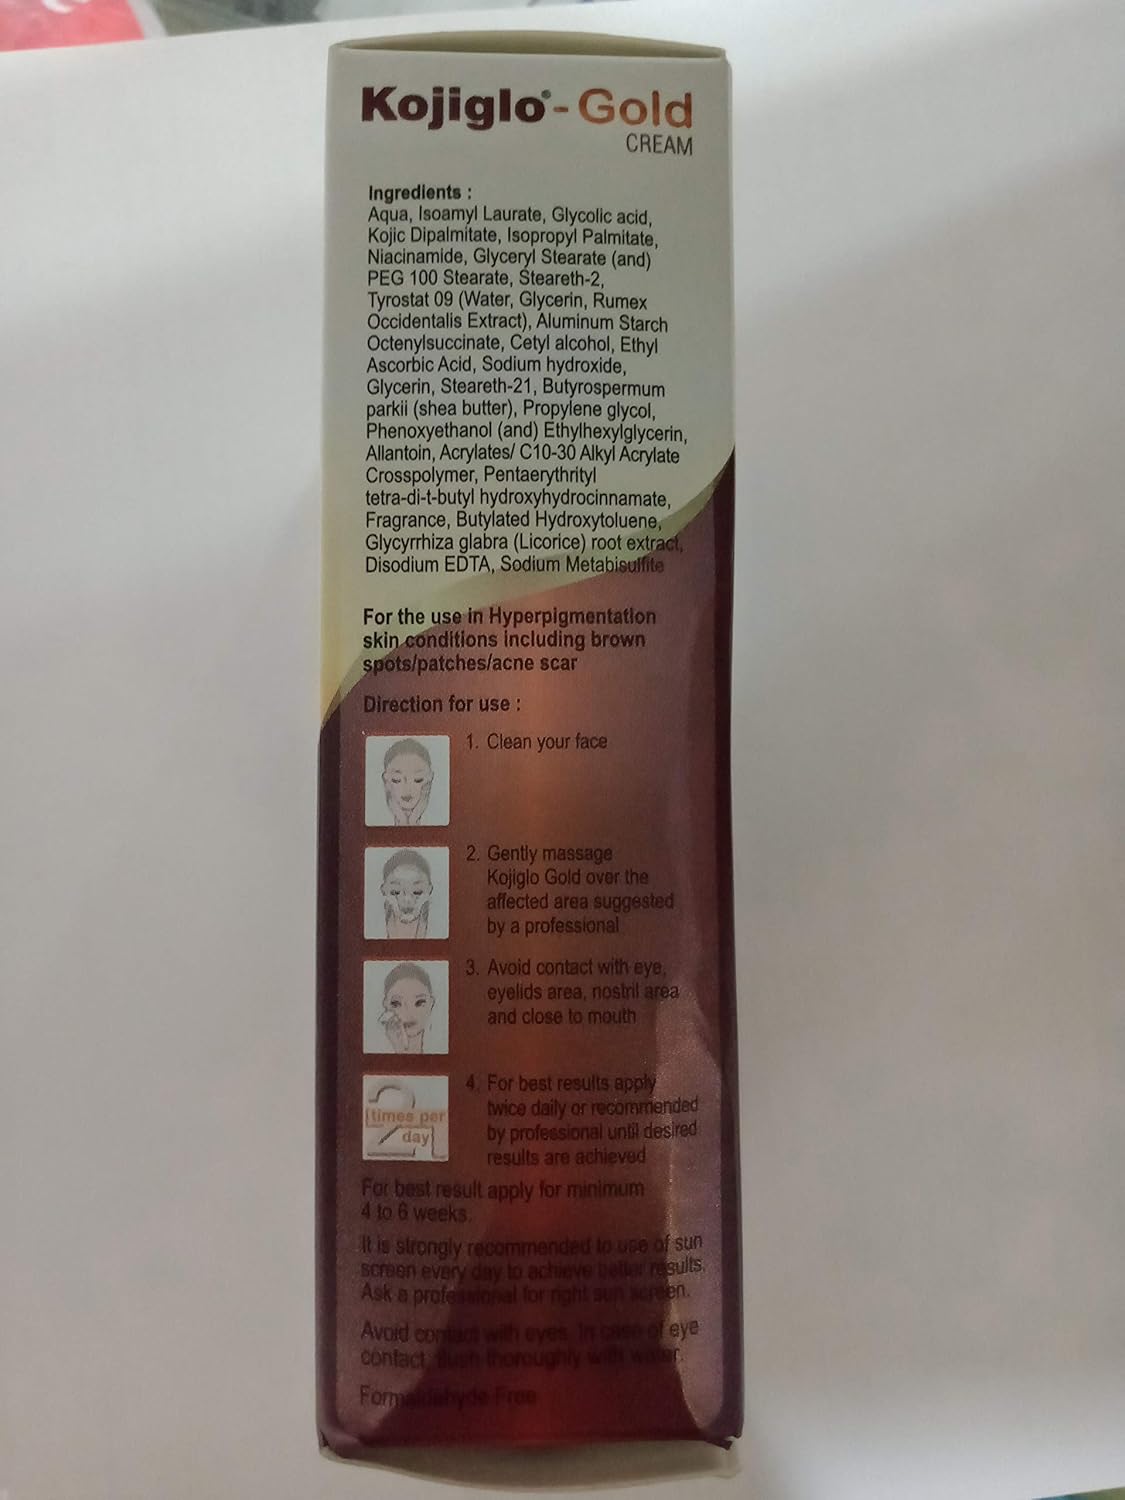 Kojiglo®-Gold
CREAM
Ingredients :
Aqua, Isoamyl Laurate, Glycolic acid,
Kojic Dipalmitate, Isopropyl Palmitate,
Niacinamide, Glyceryl Stearate (and)
PEG 100 Stearate, Steareth-2,
Tyrostat 09 (Water, Glycerin, Rumex
Occidentalis Extract), Aluminum Starch
Octenylsuccinate, Cetyl alcohol, Ethyl
Ascorbic Acid, Sodium hydroxide,
Glycerin, Steareth-21, Butyrospermum
parkii (shea butter), Propylene glycol,
Phenoxyethanol (and) Ethylhexylglycerin,
Allantoin, Acrylates/ C10-30 Alkyl Acrylate
Crosspolymer, Pentaerythrityl
tetra-di-t-butyl hydroxyhydrocinnamate,
Fragrance, Butylated Hydroxytoluene,
Glycyrrhiza glabra (Licorice) root extract,
Disodium EDTA, Sodium Metabisulfite
For the use in Hyperpigmentation
skin conditions including brown
spots/patches/acne scar
Direction for use :
1. Clean your face
2. Gently massage
Kojiglo Gold over the
affected area suggested
by a professional
3. Avoid contact with eye,
eyelids area, nostril area
and close to mouth
2
times per
day
4. For best results apply
twice daily or recommended
by professional until desired
results are achieved
For best result apply for minimum
4 to 6 weeks.
It is strongly recommended to use of sun
screen every day to achieve better results.
Ask a professional for right sun screen.
Avoid contact with eyes. In case of eye
contact, flush thoroughly with water.
Formaldehyde Free